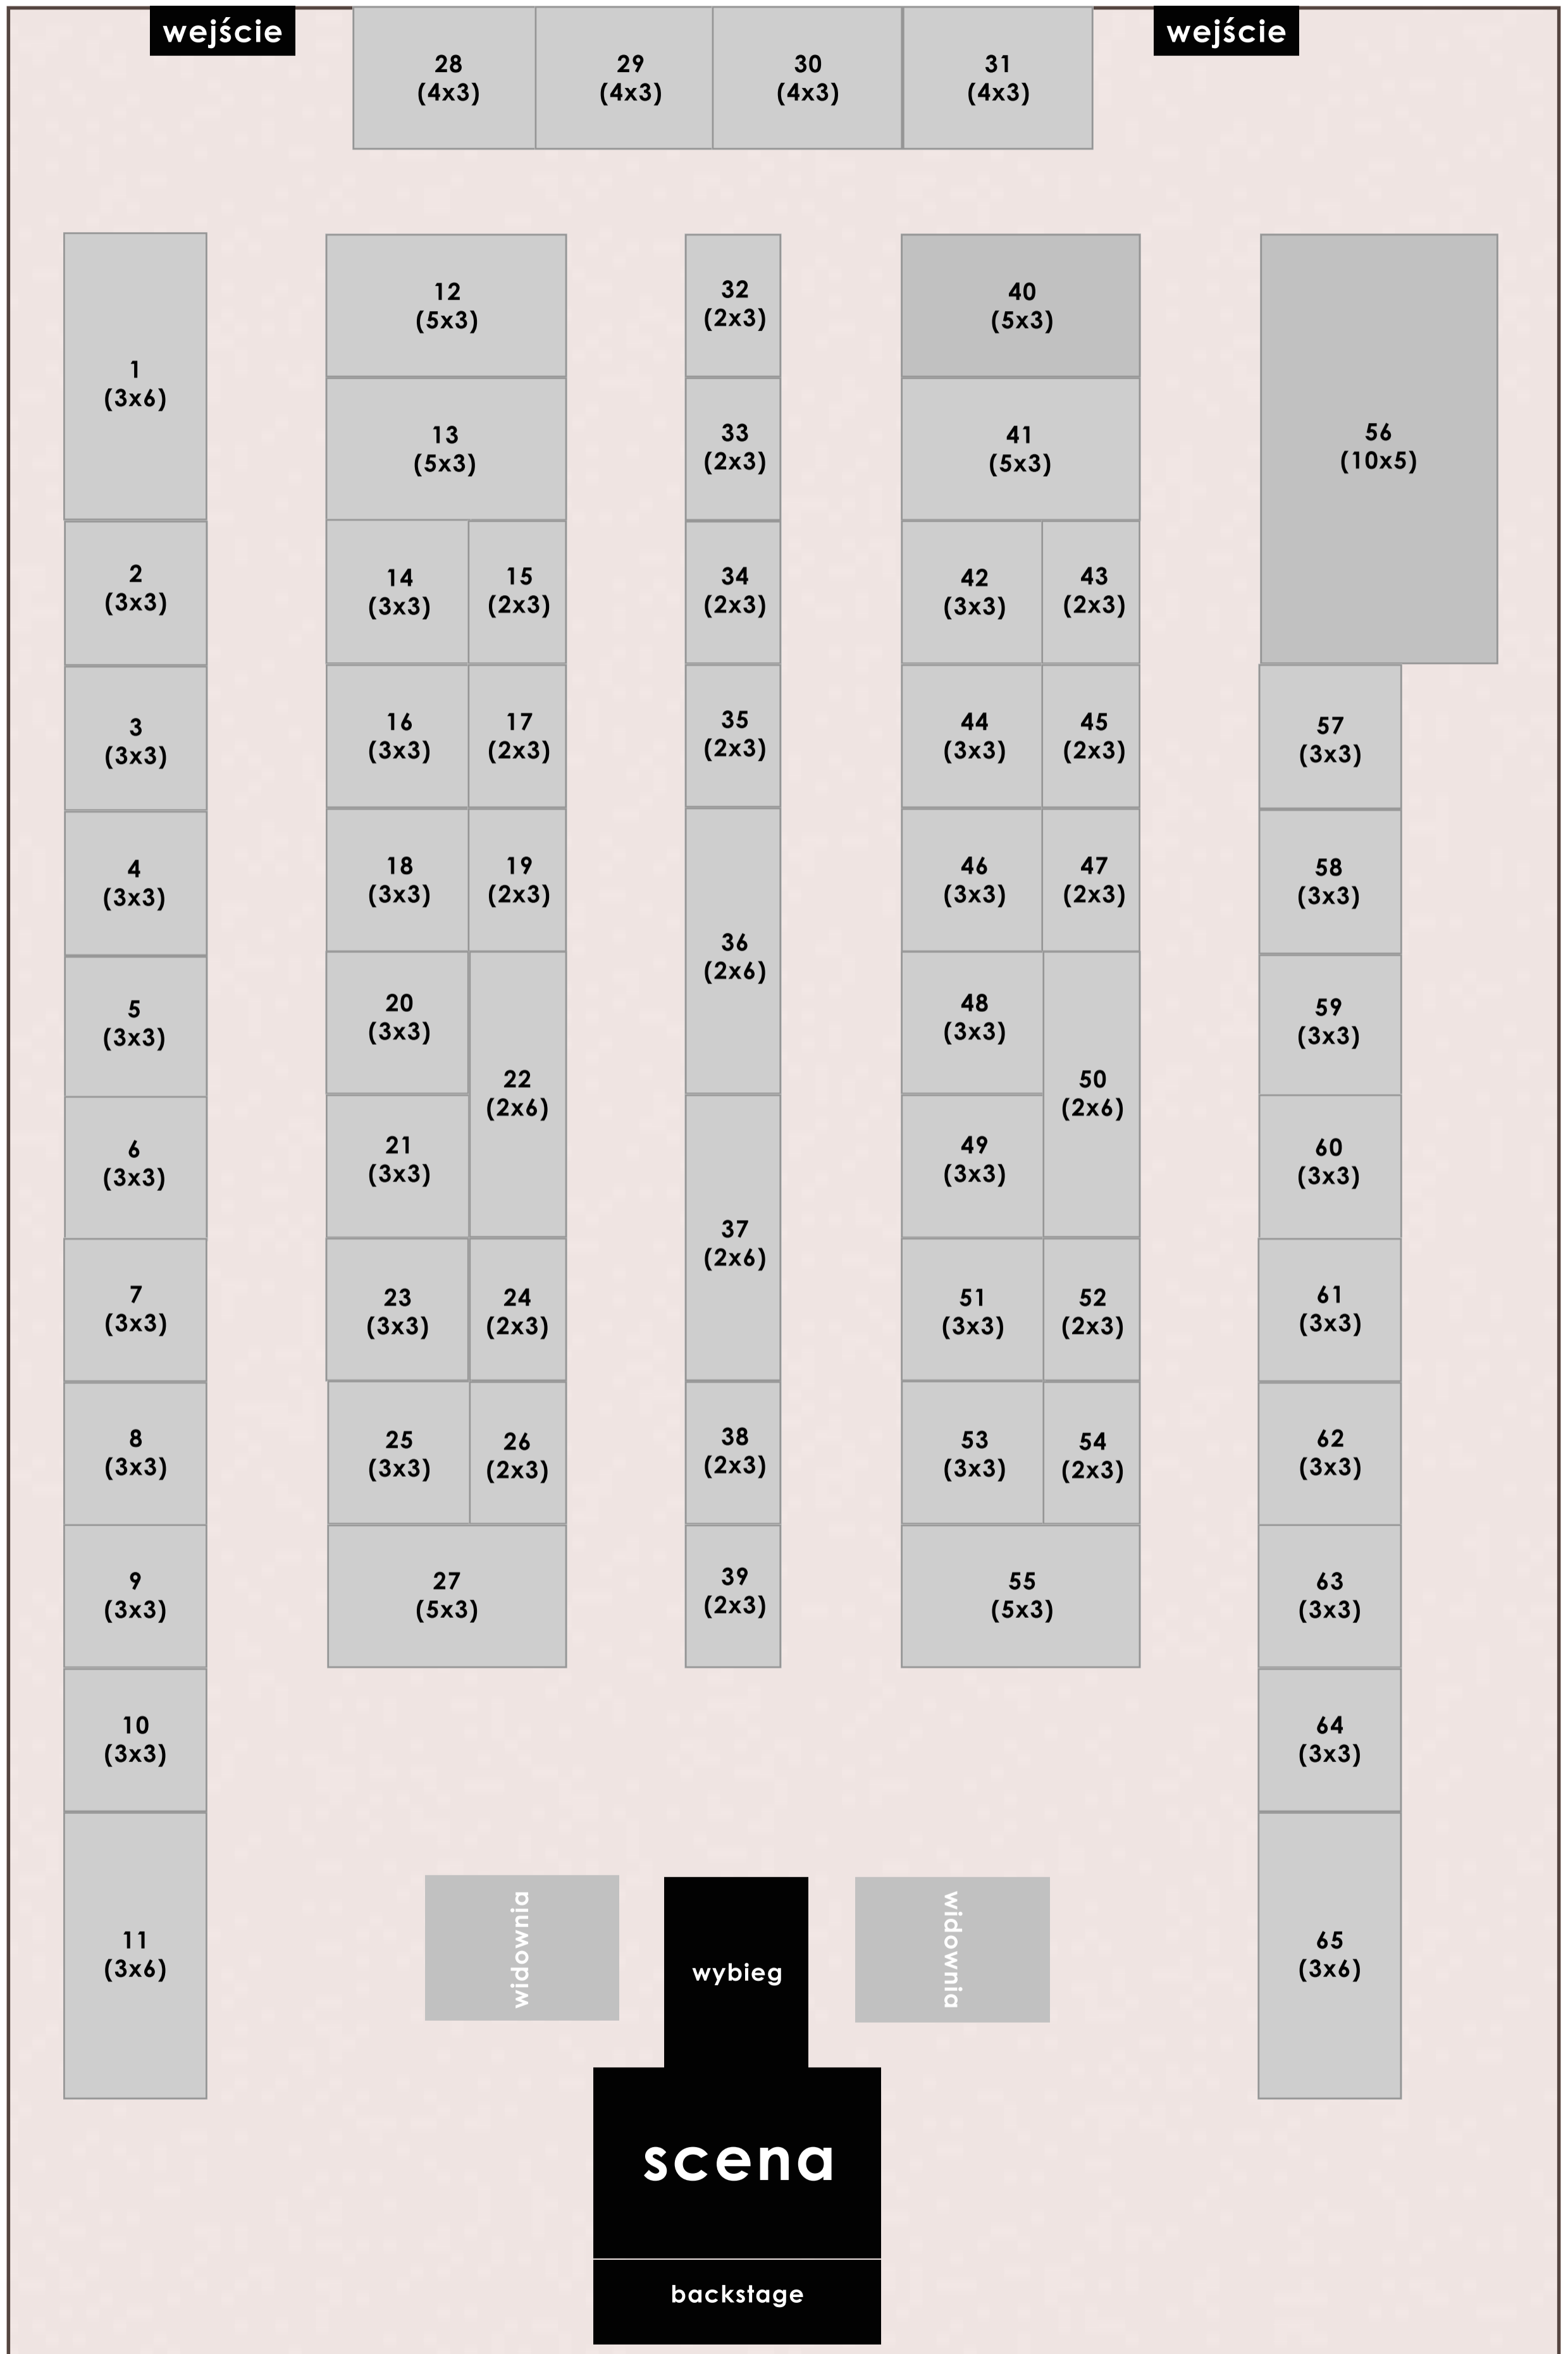 wejście
wejście
28
(4x3)
29
(4x3)
30
(4x3)
31
(4x3)
1
(3x6)
2
(3x3)
3
(3x3)
4
(3x3)
5
(3x3)
6
(3x3)
7
(3x3)
8
(3x3)
9
(3x3)
10
(3x3)
11
(3x6)
12
(5x3)
13
(5x3)
14
(3x3)
15
(2x3)
16
(3x3)
17
(2x3)
18
(3x3)
19
(2x3)
20
(3x3)
21
(3x3)
22
(2x6)
23
(3x3)
24
(2x3)
25
(3x3)
26
(2x3)
27
(5x3)
32
(2x3)
33
(2x3)
34
(2x3)
35
(2x3)
36
(2x6)
37
(2x6)
38
(2x3)
39
(2x3)
40
(5x3)
41
(5x3)
42
(3x3)
43
(2x3)
44
(3x3)
45
(2x3)
46
(3x3)
47
(2x3)
48
(3x3)
49
(3x3)
50
(2x6)
51
(3x3)
52
(2x3)
53
(3x3)
54
(2x3)
55
(5x3)
56
(10x5)
57
(3x3)
58
(3x3)
59
(3x3)
60
(3x3)
61
(3x3)
62
(3x3)
63
(3x3)
64
(3x3)
65
(3x6)
widownia
wybieg
widownia
scena
backstage